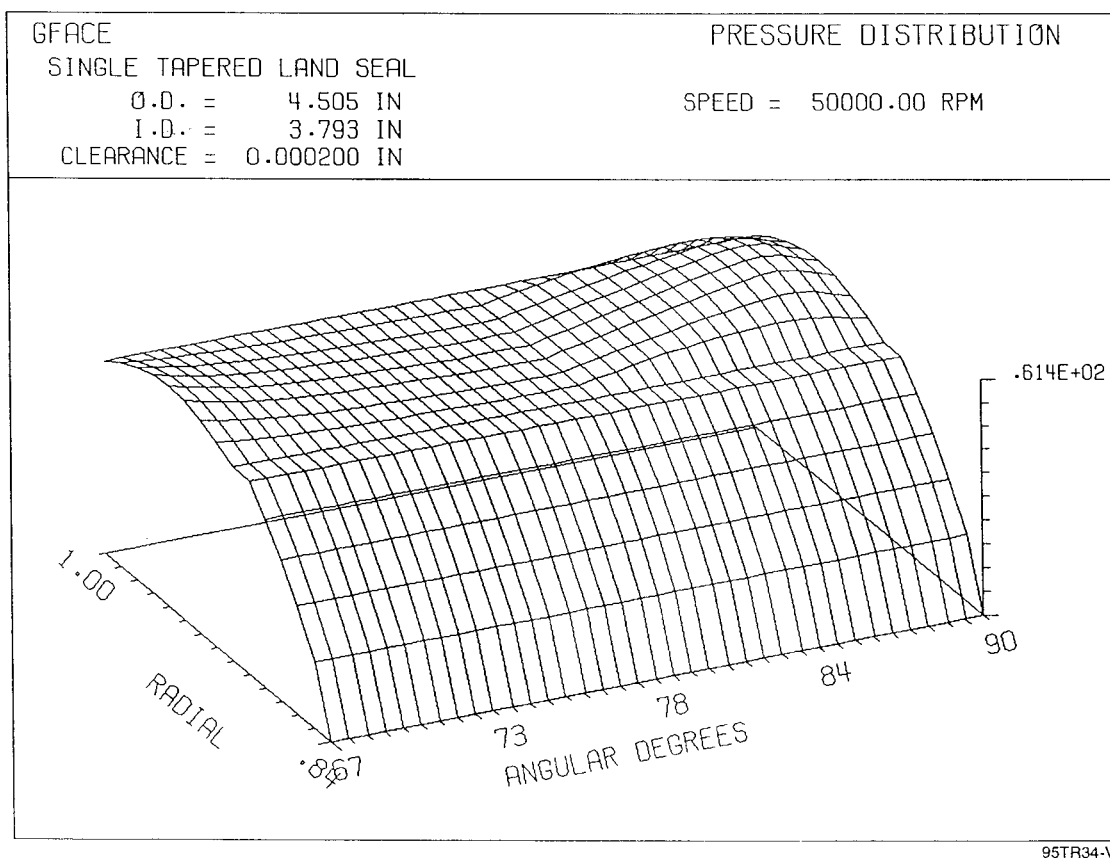 GFACE
PRESSURE DISTRIBUTION
SINGLE TAPERED LAND SEAL
O.D. = 4.505 IN
SPEED = 50000.00 RPM
I.D. = 3.793 IN
CLEARANCE = 0.000200 IN
.614E+02
1.00
RADIAL
.84
67
73
78
84
90
ANGULAR DEGREES